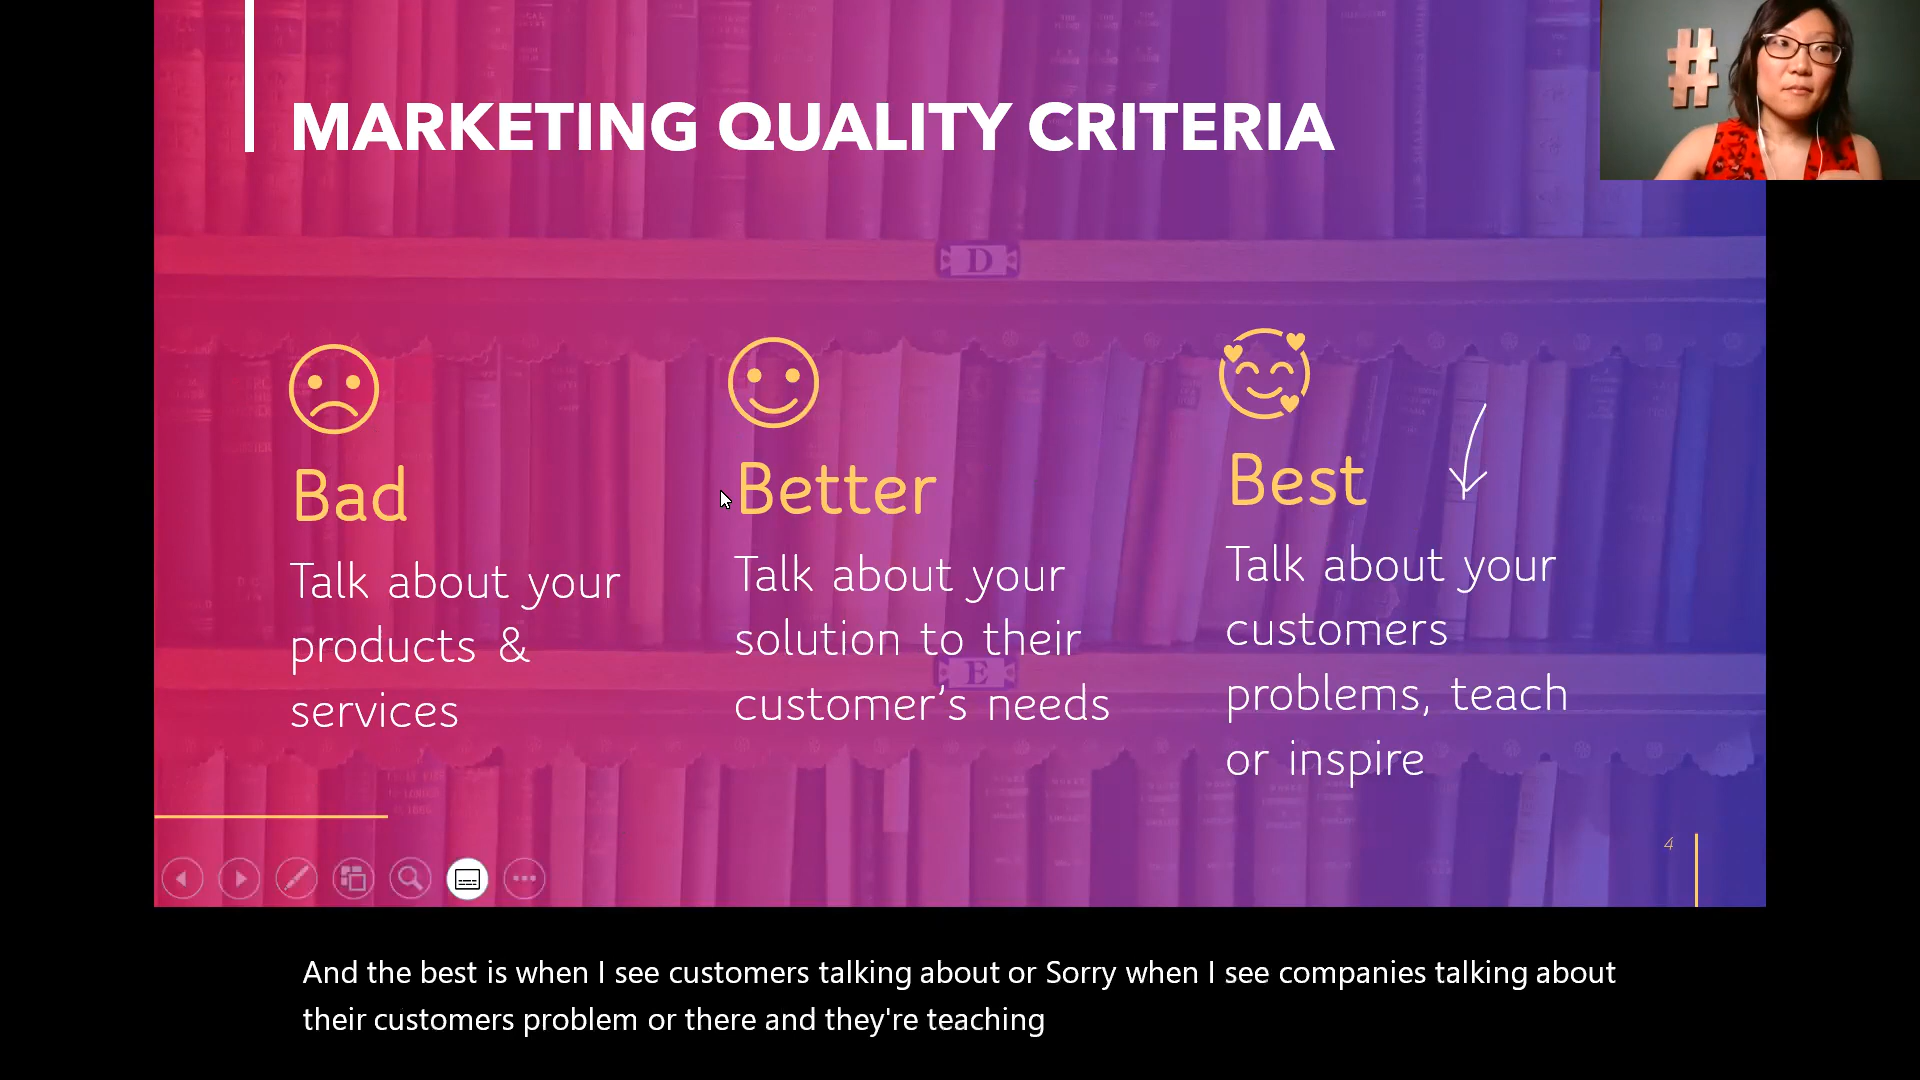 #
MARKETING QUALITY CRITERIA
D
Bad
Talk about your
products &
services
Better
Talk about your
solution to their
customer's needs
E
Best
Talk about your
customers
problems, teach
or inspire
4
And the best is when I see customers talking about or Sorry when I see companies talking about
their customers problem or there and they're teaching